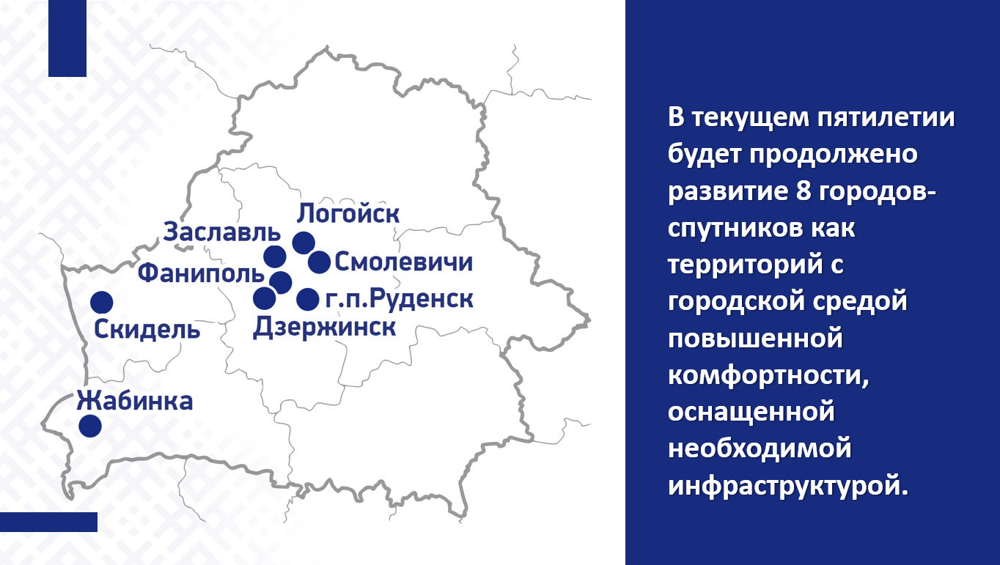 Логойск
Заславль
Смолевичи
Фаниполь
г.п.Руденск
Дзержинск
Скидель
Жабинка
В текущем пятилетии
будет продолжено
развитие 8 городов-
спутников как
территорий с
городской средой
повышенной
комфортности,
оснащенной
необходимой
инфраструктурой.